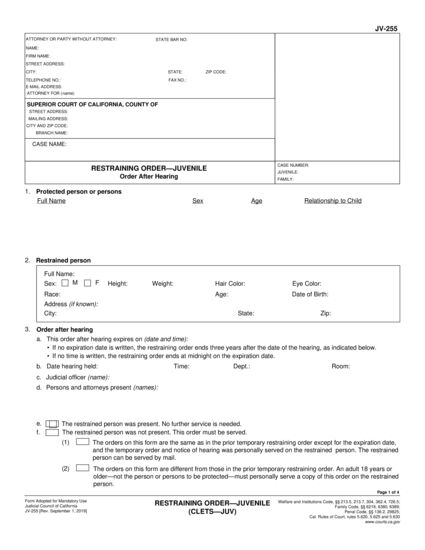 JV-255
ATTORNEY OR PARTY WITHOUT ATTORNEY: STATE BAR NO:
NAME:
FIRM NAME:
STREET ADDRESS:
CITY: STATE: ZIP CODE:
TELEPHONE NO.: FAX NO.:
E-MAIL ADDRESS:
ATTORNEY FOR (name):
SUPERIOR COURT OF CALIFORNIA, COUNTY OF
STREET ADDRESS:
MAILING ADDRESS:
CITY AND ZIP CODE:
BRANCH NAME:
CASE NAME:
RESTRAINING ORDER—JUVENILE
Order After Hearing
CASE NUMBER:
JUVENILE:
FAMILY:
1. Protected person or persons
Full Name Sex Age Relationship to Child
2. Restrained person
Full Name:
Sex: M F Height: Weight: Hair Color: Eye Color:
Race: Age: Date of Birth:
Address (if known):
City: State: Zip:
3. Order after hearing
a. This order after hearing expires on (date and time):
• If no expiration date is written, the restraining order ends three years after the date of the hearing, as indicated below.
• If no time is written, the restraining order ends at midnight on the expiration date.
b. Date hearing held: Time: Dept.: Room:
c. Judicial officer (name):
d. Persons and attorneys present (names):
e. The restrained person was present. No further service is needed.
f. The restrained person was not present. This order must be served.
(1) The orders on this form are the same as in the prior temporary restraining order except for the expiration date,
and the temporary order and notice of hearing was personally served on the restrained person. The restrained
person can be served by mail.
(2) The orders on this form are different from those in the prior temporary restraining order. An adult 18 years or
older—not the person or persons to be protected—must personally serve a copy of this order on the restrained
person.
Page 1 of 4
Form Adopted for Mandatory Use
Judicial Council of California
JV-255 [Rev. September 1, 2019]
RESTRAINING ORDER—JUVENILE
(CLETS—JUV)
Welfare and Institutions Code, §§ 213.5, 213.7, 304, 362.4, 726.5;
Family Code, §§ 6218, 6380, 6389;
Penal Code, §§ 136.2, 29825;
Cal. Rules of Court, rules 5.620, 5.625 and 5.630
www.courts.ca.gov